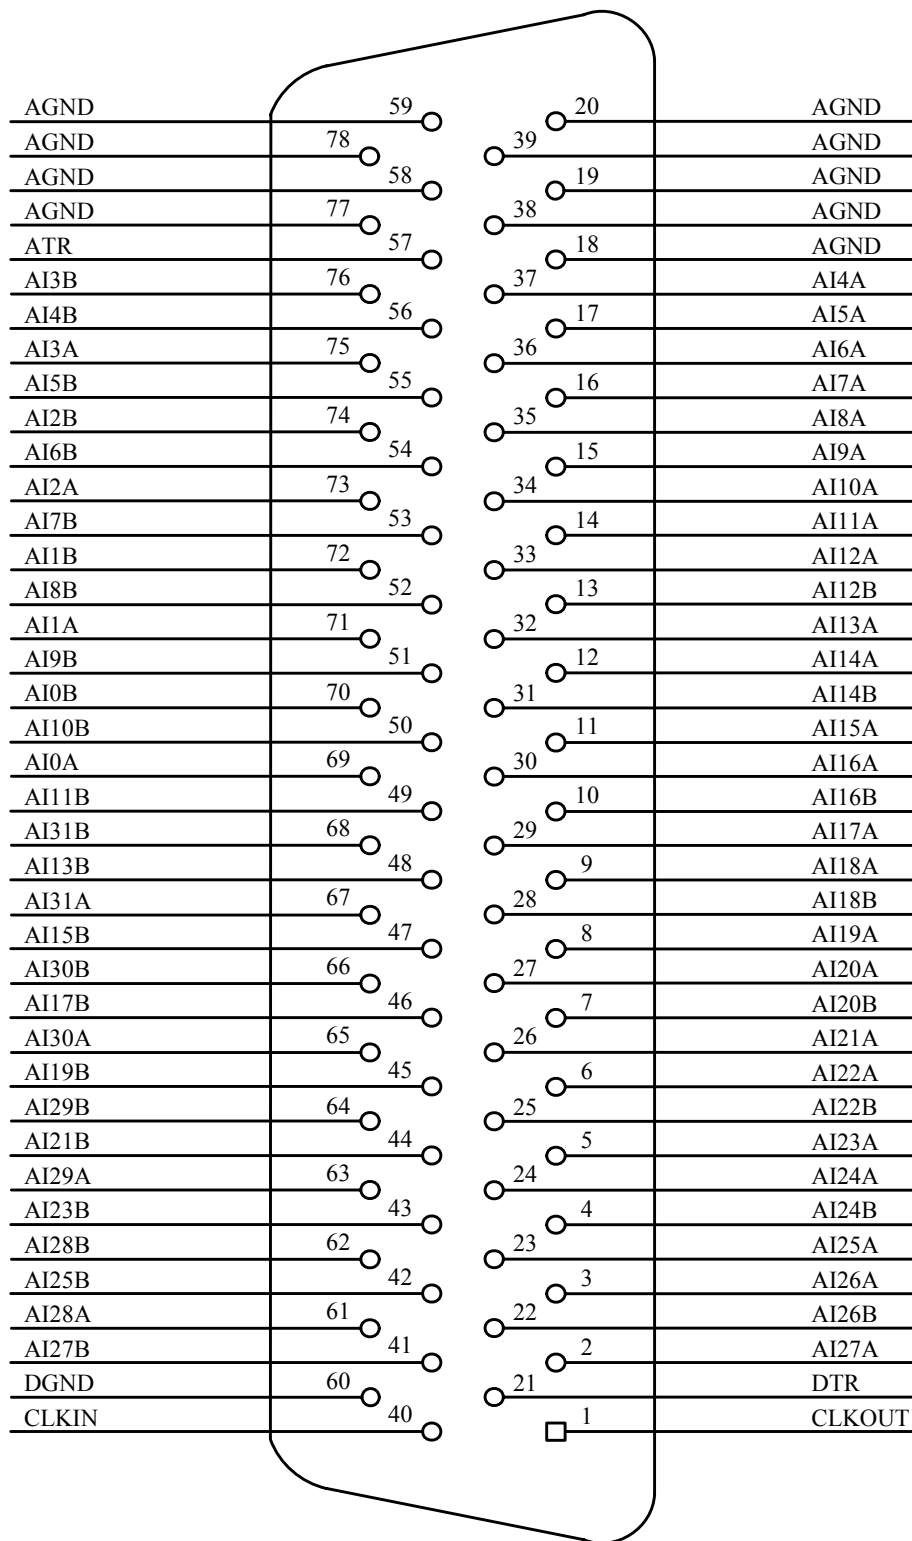 AGND 59 20 AGND
AGND 78 39 AGND
AGND 58 19 AGND
AGND 77 38 AGND
ATR 57 18 AGND
AI3B 76 37 AI4A
AI4B 56 17 AI5A
AI3A 75 36 AI6A
AI5B 55 16 AI7A
AI2B 74 35 AI8A
AI6B 54 15 AI9A
AI2A 73 34 AI10A
AI7B 53 14 AI11A
AI1B 72 33 AI12A
AI8B 52 13 AI12B
AI1A 71 32 AI13A
AI9B 51 12 AI14A
AI0B 70 31 AI14B
AI10B 50 11 AI15A
AI0A 69 30 AI16A
AI11B 49 10 AI16B
AI31B 68 29 AI17A
AI13B 48 9 AI18A
AI31A 67 28 AI18B
AI15B 47 8 AI19A
AI30B 66 27 AI20A
AI17B 46 7 AI20B
AI30A 65 26 AI21A
AI19B 45 6 AI22A
AI29B 64 25 AI22B
AI21B 44 5 AI23A
AI29A 63 24 AI24A
AI23B 43 4 AI24B
AI28B 62 23 AI25A
AI25B 42 3 AI26A
AI28A 61 22 AI26B
AI27B 41 2 AI27A
DGND 60 21 DTR
CLKIN 40 1 CLKOUT